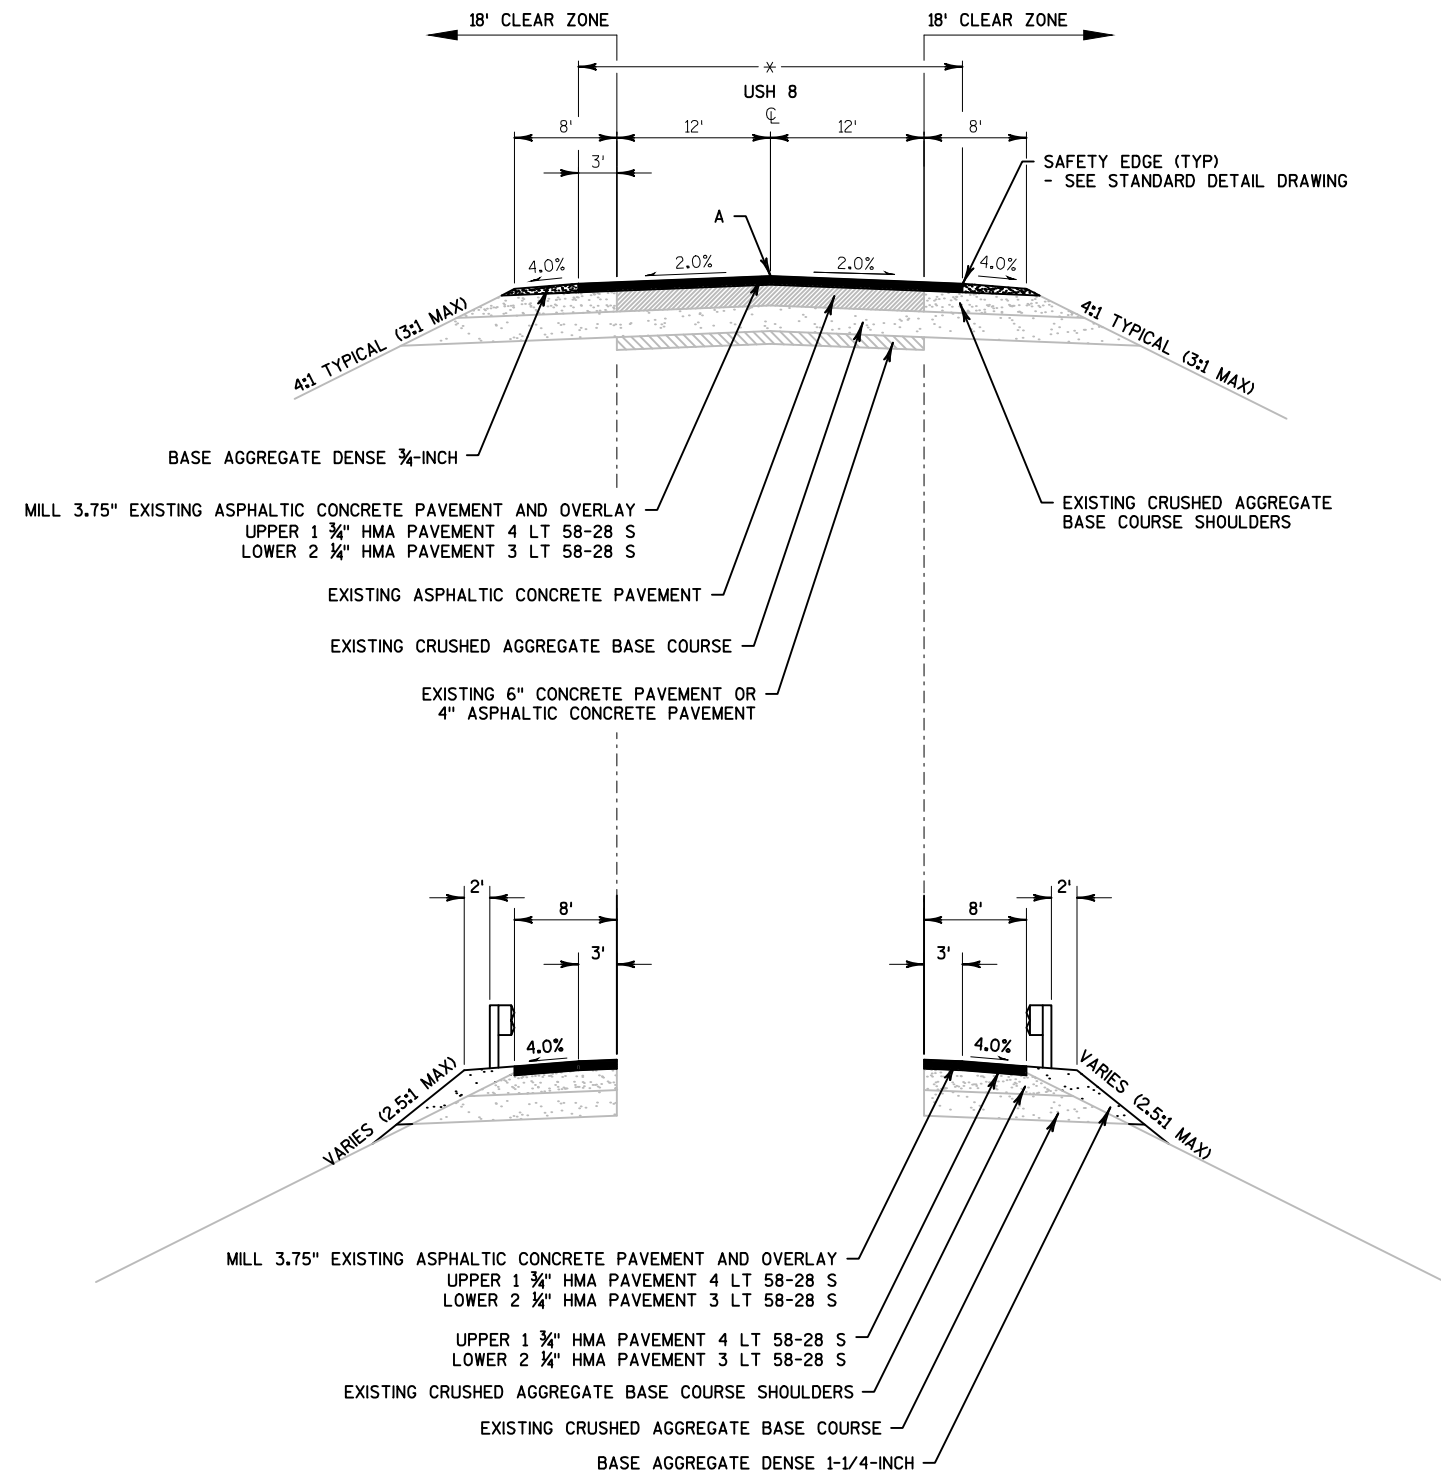 18' CLEAR ZONE
18' CLEAR ZONE
*
USH 8
℄
8'
12'
12'
8'
3'
SAFETY EDGE (TYP)
- SEE STANDARD DETAIL DRAWING
A
4.0%
2.0%
2.0%
4.0%
4:1 TYPICAL (3:1 MAX)
4:1 TYPICAL (3:1 MAX)
BASE AGGREGATE DENSE ¾-INCH
MILL 3.75" EXISTING ASPHALTIC CONCRETE PAVEMENT AND OVERLAY
UPPER 1 ¾" HMA PAVEMENT 4 LT 58-28 S
LOWER 2 ¼" HMA PAVEMENT 3 LT 58-28 S
EXISTING CRUSHED AGGREGATE
BASE COURSE SHOULDERS
EXISTING ASPHALTIC CONCRETE PAVEMENT
EXISTING CRUSHED AGGREGATE BASE COURSE
EXISTING 6" CONCRETE PAVEMENT OR
4" ASPHALTIC CONCRETE PAVEMENT
2'
8'
3'
8'
2'
3'
4.0%
4.0%
VARIES (2.5:1 MAX)
VARIES (2.5:1 MAX)
MILL 3.75" EXISTING ASPHALTIC CONCRETE PAVEMENT AND OVERLAY
UPPER 1 ¾" HMA PAVEMENT 4 LT 58-28 S
LOWER 2 ¼" HMA PAVEMENT 3 LT 58-28 S
UPPER 1 ¾" HMA PAVEMENT 4 LT 58-28 S
LOWER 2 ¼" HMA PAVEMENT 3 LT 58-28 S
EXISTING CRUSHED AGGREGATE BASE COURSE SHOULDERS
EXISTING CRUSHED AGGREGATE BASE COURSE
BASE AGGREGATE DENSE 1-1/4-INCH